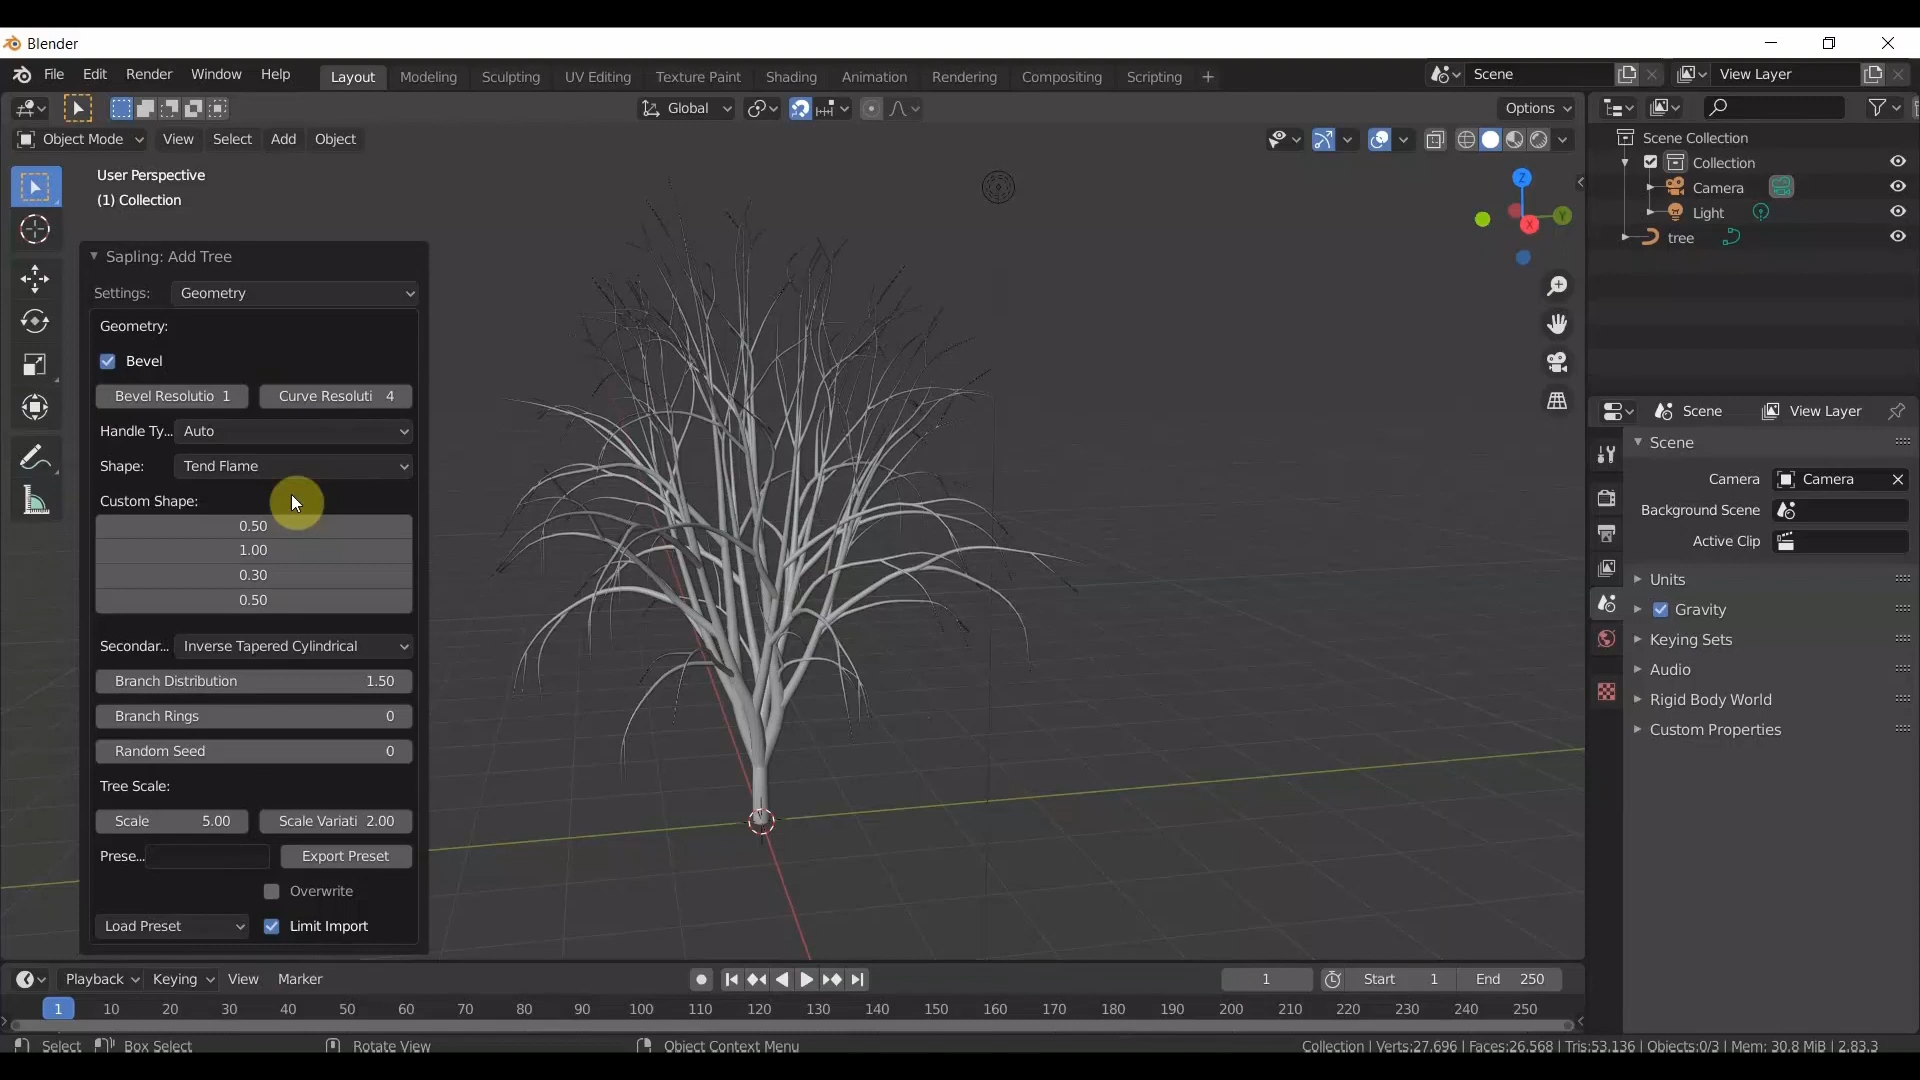 Blender
File Edit Render Window Help Layout Modeling Sculpting UV Editing Texture Paint Shading Animation Rendering Compositing Scripting + Scene View Layer
Global Options
Object Mode View Select Add Object
User Perspective
(1) Collection
Z
Y
X
Scene Collection
Collection
Camera
Light
tree
Sapling: Add Tree
Settings: Geometry
Geometry:
Bevel
Bevel Resolutio 1 Curve Resoluti 4
Handle Ty... Auto
Shape: Tend Flame
Custom Shape:
0.50
1.00
0.30
0.50
Secondar... Inverse Tapered Cylindrical
Branch Distribution 1.50
Branch Rings 0
Random Seed 0
Tree Scale:
Scale 5.00 Scale Variati 2.00
Prese... Export Preset
Overwrite
Load Preset Limit Import
Scene View Layer
Scene
Camera Camera
Background Scene
Active Clip
Units
Gravity
Keying Sets
Audio
Rigid Body World
Custom Properties
Playback Keying View Marker 1 Start 1 End 250
1 10 20 30 40 50 60 70 80 90 100 110 120 130 140 150 160 170 180 190 200 210 220 230 240 250
Select Box Select Rotate View Object Context Menu Collection | Verts:27,696 | Faces:26,568 | Tris:53,136 | Objects:0/3 | Mem: 30.8 MiB | 2.83.3